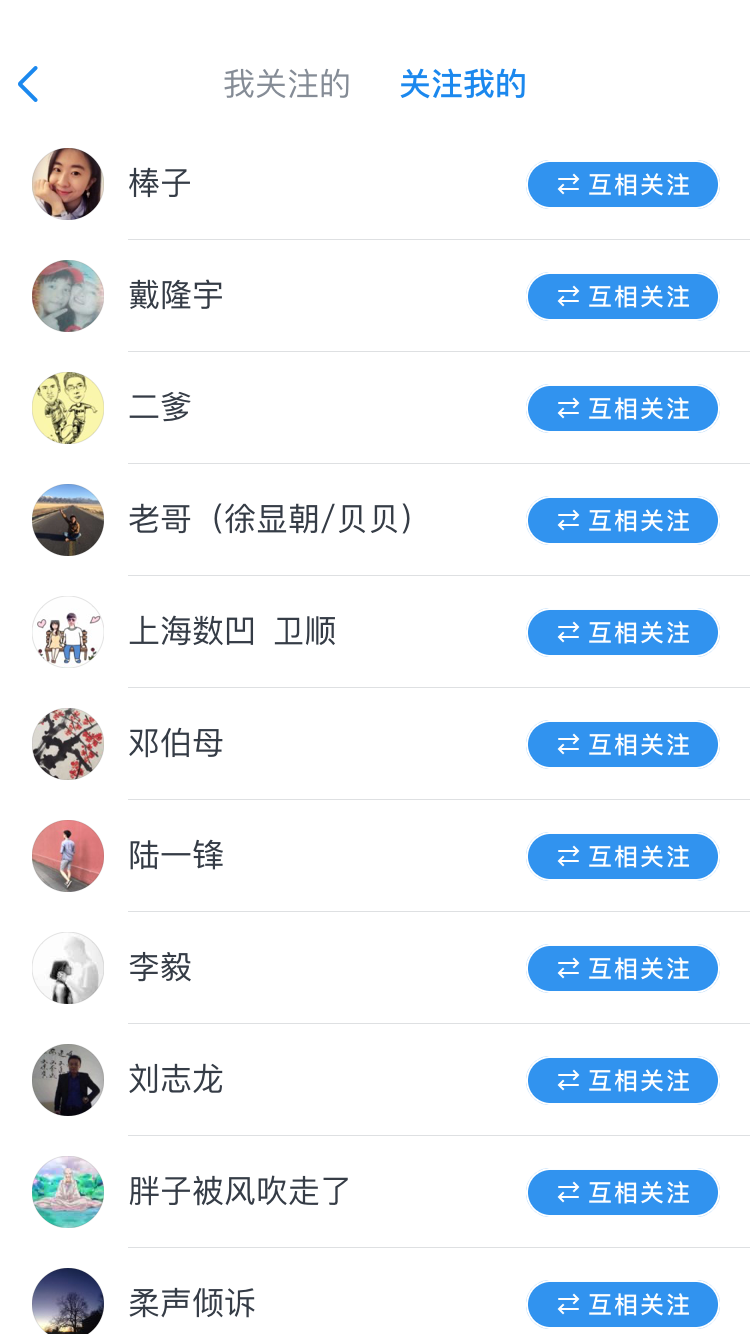 我关注的 关注我的
棒子 互相关注
戴隆宇 互相关注
二爹 互相关注
老哥（徐显朝/贝贝） 互相关注
上海数凹 卫顺 互相关注
邓伯母 互相关注
陆一锋 互相关注
李毅 互相关注
刘志龙 互相关注
胖子被风吹走了 互相关注
柔声倾诉 互相关注